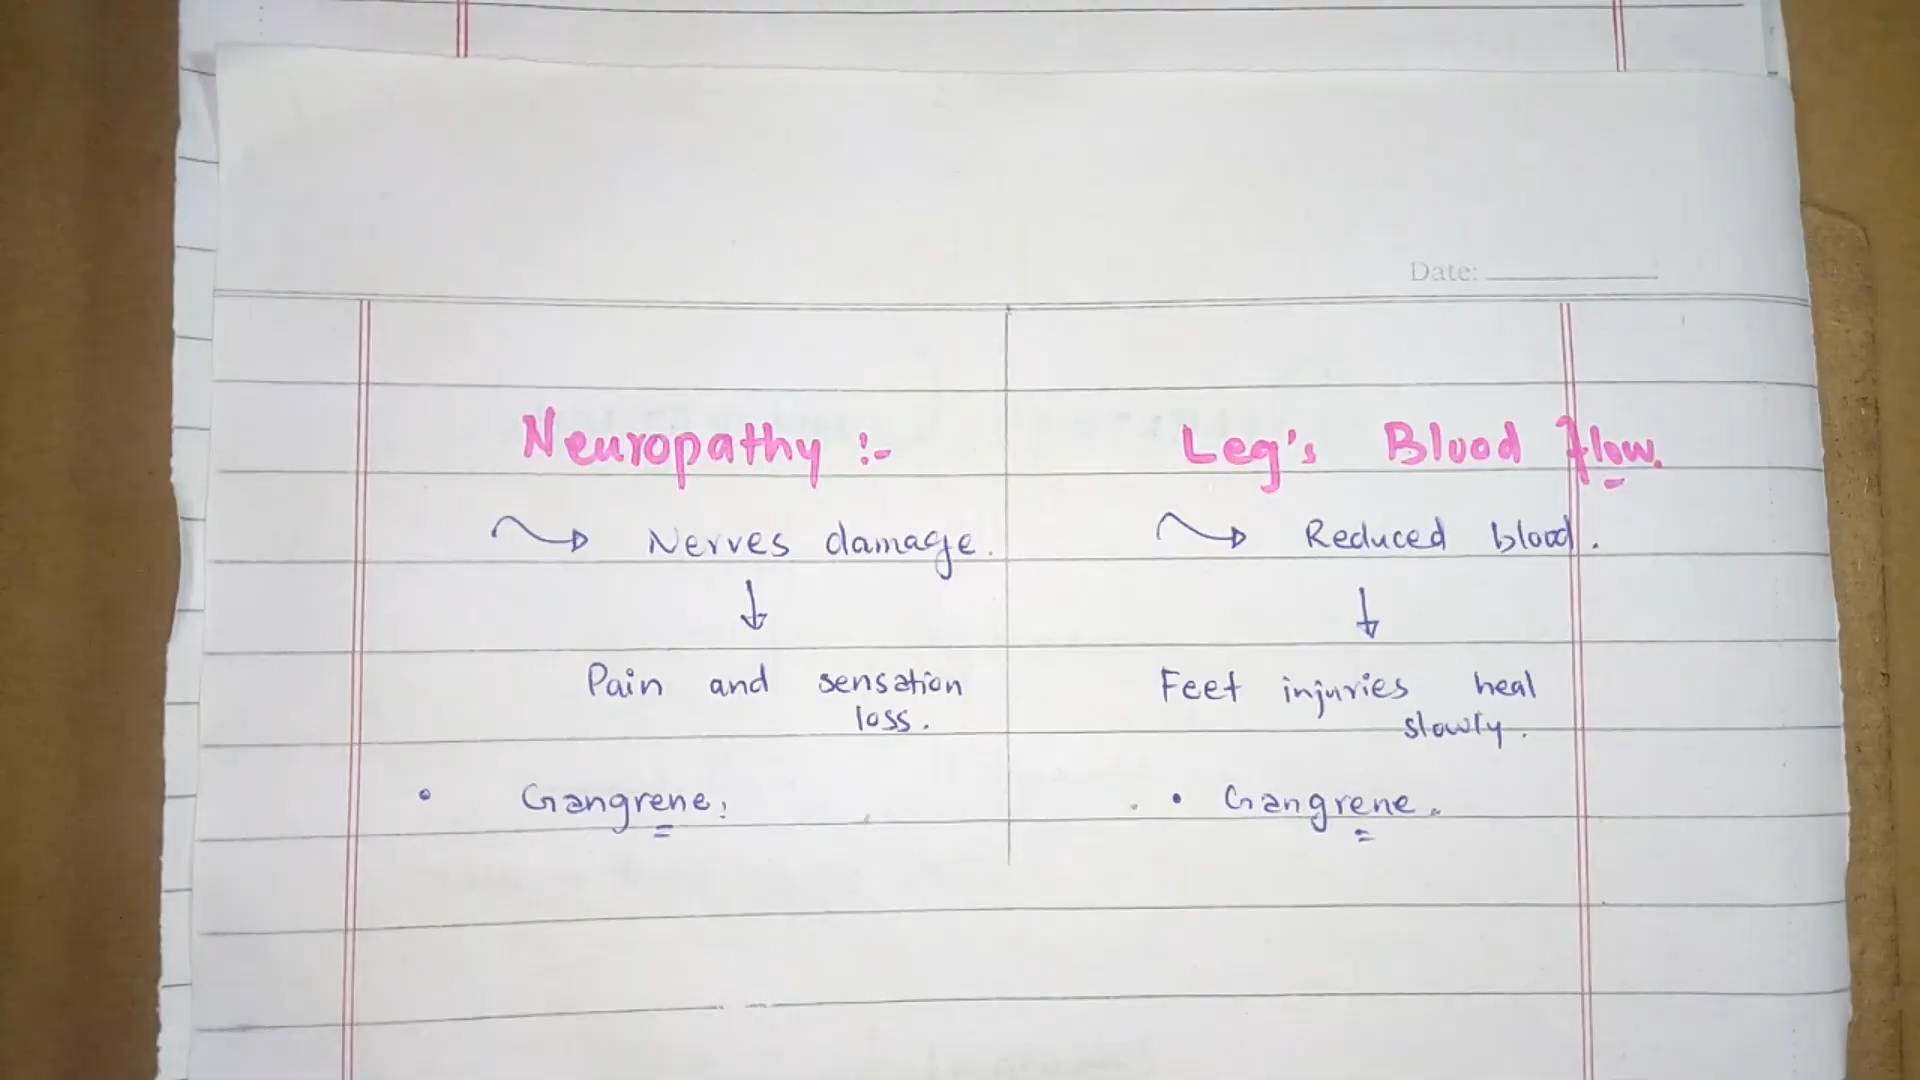 Date:
Neuropathy :-
Nerves damage.
Pain and sensation
loss.
• Gangrene.
Leg's Blood flow.
Reduced blood.
Feet injuries heal
slowly.
• Gangrene.